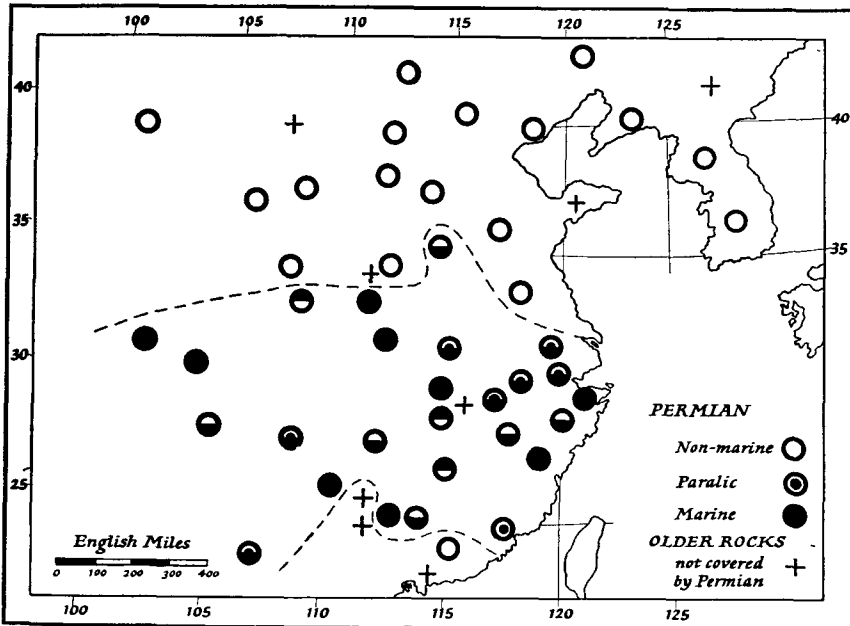 100 105 110 115 120 125
40
40
35
35
30
25
PERMIAN
Non-marine
Paralic
Marine
OLDER ROCKS
not covered
by Permian
English Miles
0 100 200 300 400
100 105 110 115 120 125